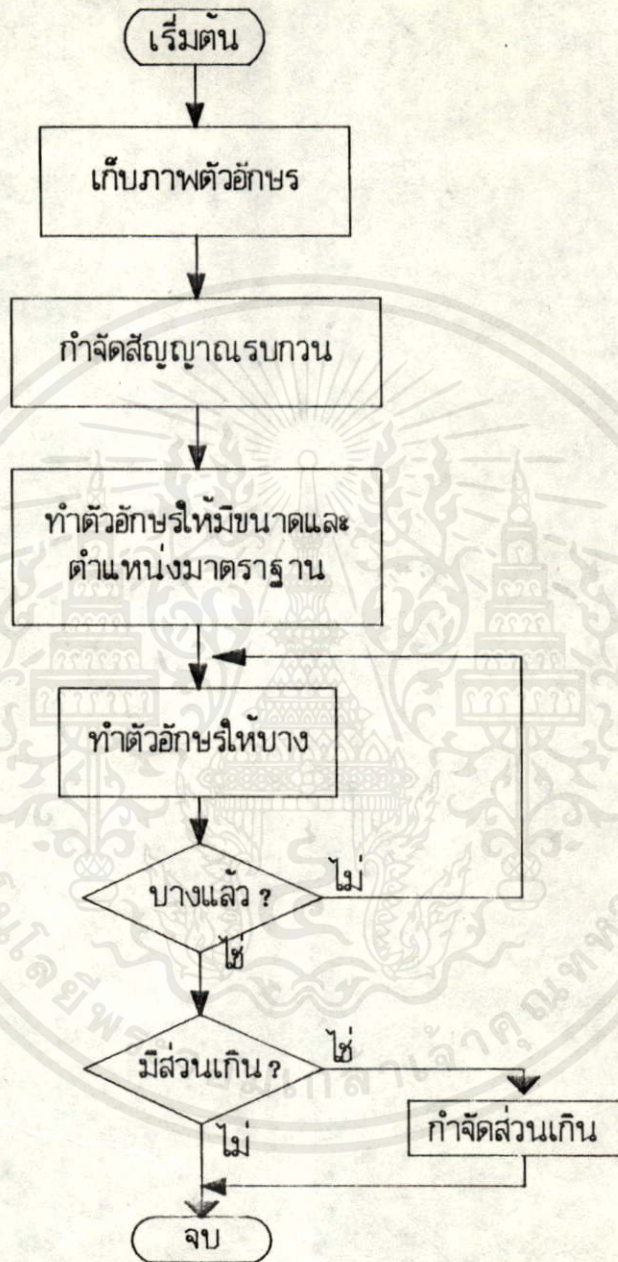 เริ่มต้น
เก็บภาพตัวอักษร
กำจัดสัญญาณรบกวน
ทำตัวอักษรให้มีขนาดและ
ตำแหน่งมาตราฐาน
ทำตัวอักษรให้บาง
บางแล้ว ?
ไม่
ใช่
มีส่วนเกิน ?
ใช่
กำจัดส่วนเกิน
ไม่
จบ